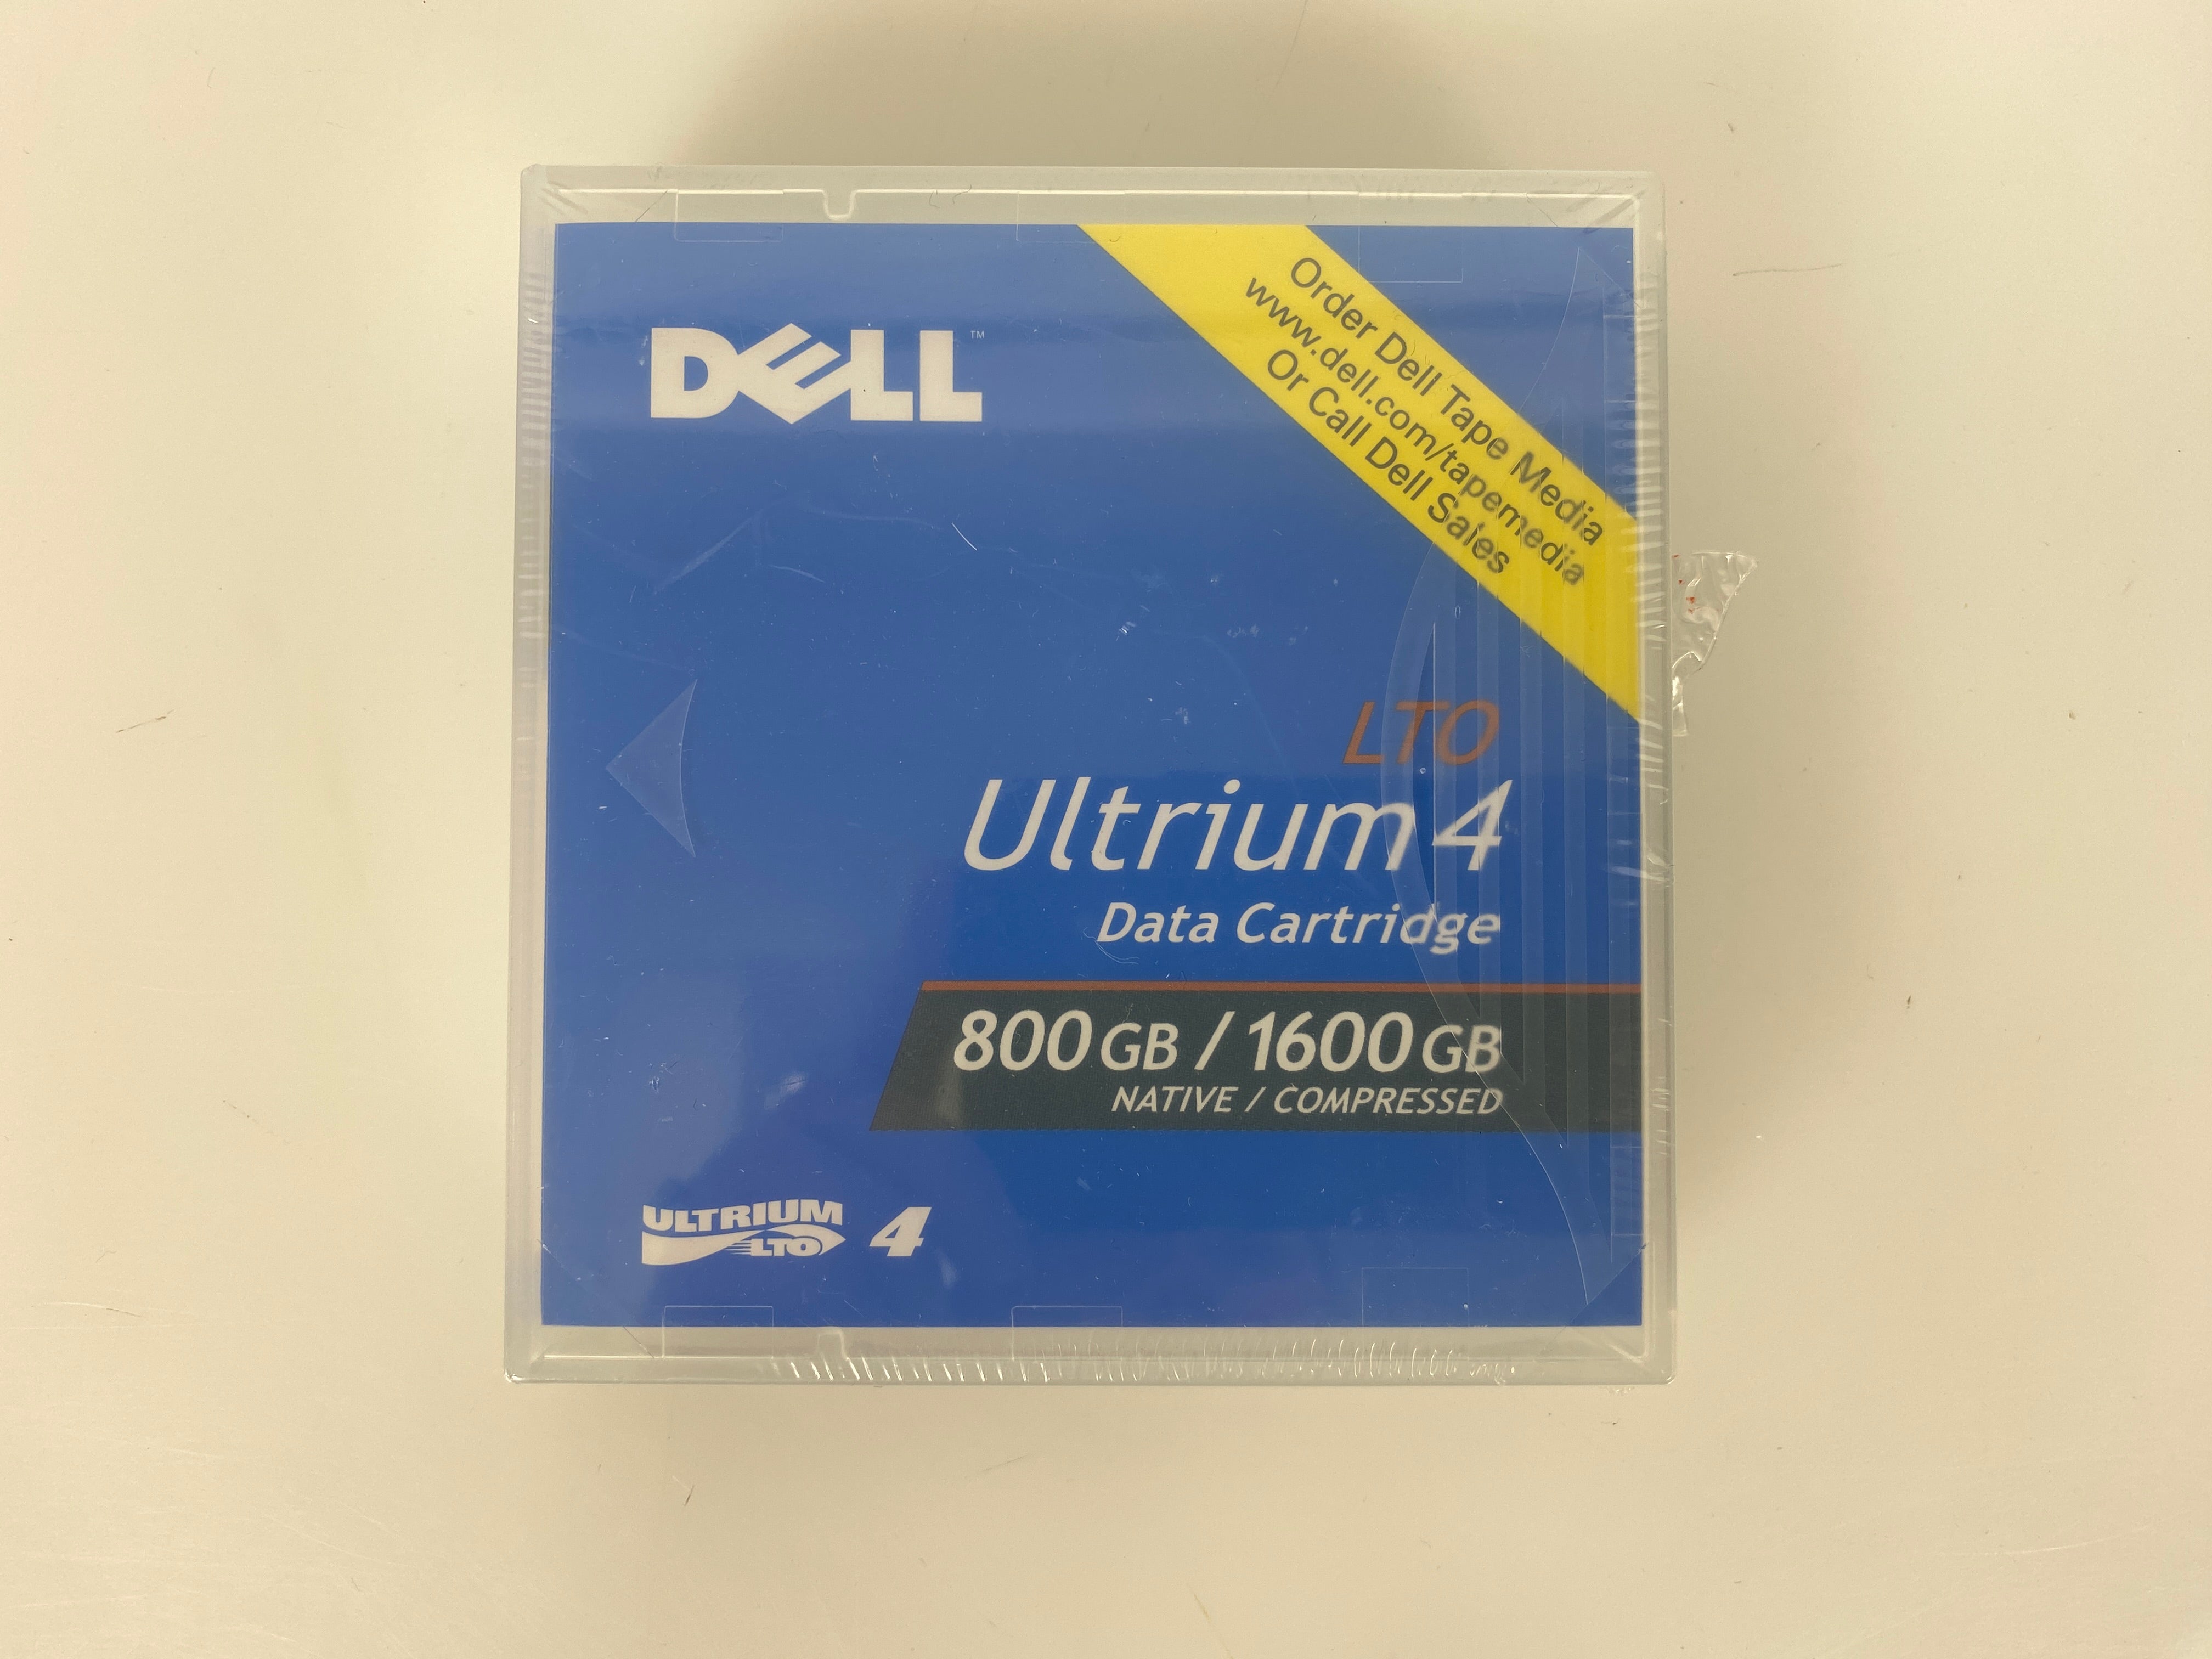 DELL™
Order Dell Tape Media
www.dell.com/tapemedia
Or Call Dell Sales
LTO
Ultrium 4
Data Cartridge
800 GB / 1600 GB
NATIVE / COMPRESSED
ULTRIUM
LTO
4